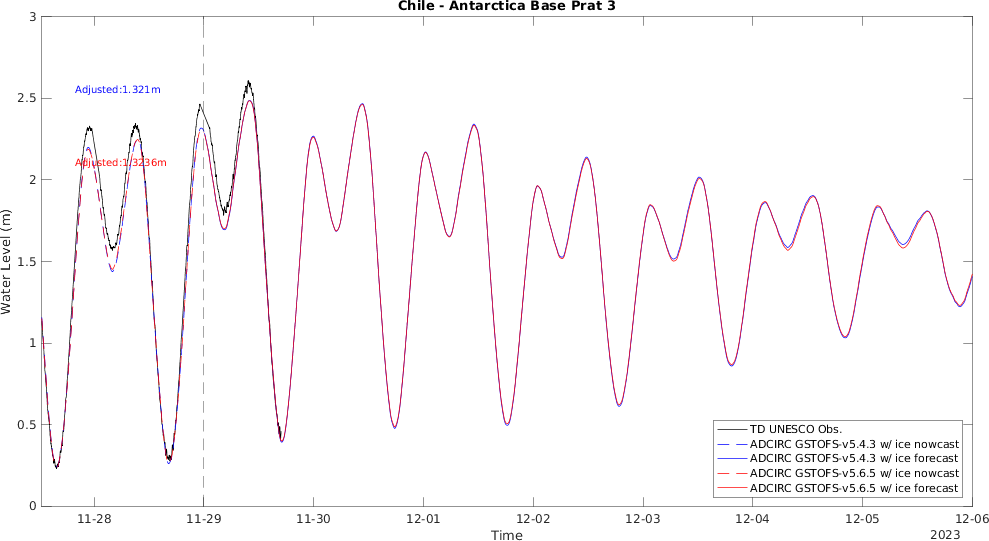 Chile - Antarctica Base Prat 3
3
2.5
2
1.5
1
0.5
0
Water Level (m)
Adjusted:1.321m
Adjusted:1.3236m
TD UNESCO Obs.
ADCIRC GSTOFS-v5.4.3 w/ ice nowcast
ADCIRC GSTOFS-v5.4.3 w/ ice forecast
ADCIRC GSTOFS-v5.6.5 w/ ice nowcast
ADCIRC GSTOFS-v5.6.5 w/ ice forecast
11-28 11-29 11-30 12-01 12-02 12-03 12-04 12-05 12-06
Time
2023